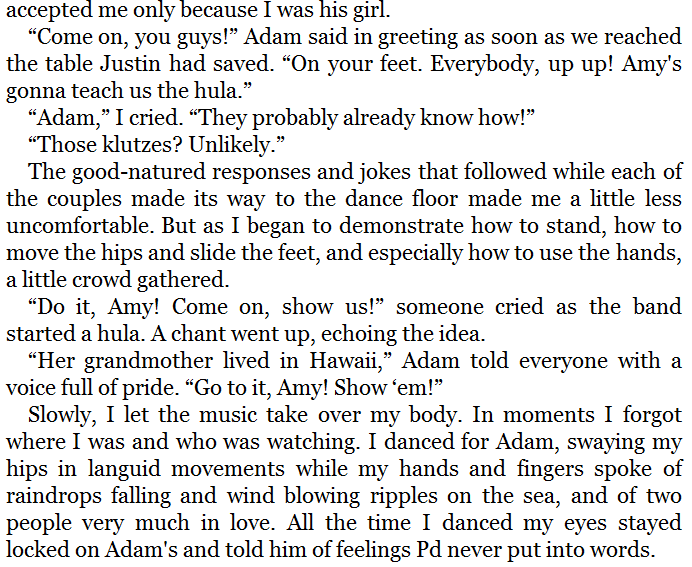 accepted me only because I was his girl.
“Come on, you guys!” Adam said in greeting as soon as we reached
the table Justin had saved. “On your feet. Everybody, up up! Amy's
gonna teach us the hula.”
“Adam,” I cried. “They probably already know how!”
“Those klutzes? Unlikely.”
The good-natured responses and jokes that followed while each of
the couples made its way to the dance floor made me a little less
uncomfortable. But as I began to demonstrate how to stand, how to
move the hips and slide the feet, and especially how to use the hands,
a little crowd gathered.
“Do it, Amy! Come on, show us!” someone cried as the band
started a hula. A chant went up, echoing the idea.
“Her grandmother lived in Hawaii,” Adam told everyone with a
voice full of pride. “Go to it, Amy! Show ‘em!”
Slowly, I let the music take over my body. In moments I forgot
where I was and who was watching. I danced for Adam, swaying my
hips in languid movements while my hands and fingers spoke of
raindrops falling and wind blowing ripples on the sea, and of two
people very much in love. All the time I danced my eyes stayed
locked on Adam's and told him of feelings Pd never put into words.